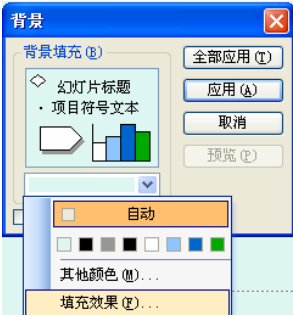 背景
背景填充(B)
全部应用(T)
幻灯片标题
应用(A)
· 项目符号文本
取消
预览(P)
自动
其他颜色(M)...
填充效果(F)...